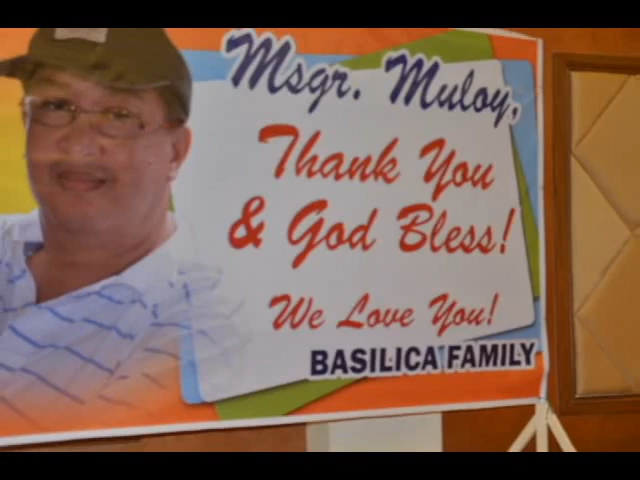 Msgr. Muloy,
Thank You
& God Bless!
We Love You!
BASILICA FAMILY